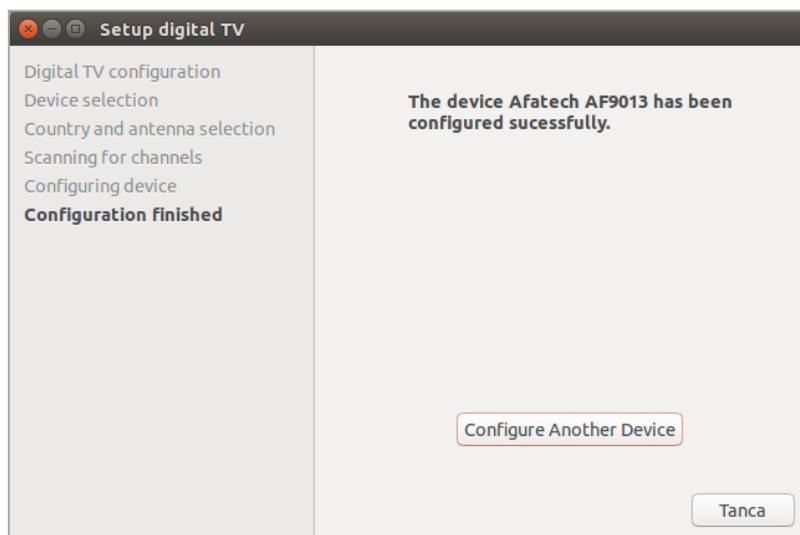 Setup digital TV
Digital TV configuration
Device selection
Country and antenna selection
Scanning for channels
Configuring device
Configuration finished
The device Afatech AF9013 has been
configured sucessfully.
Configure Another Device
Tanca